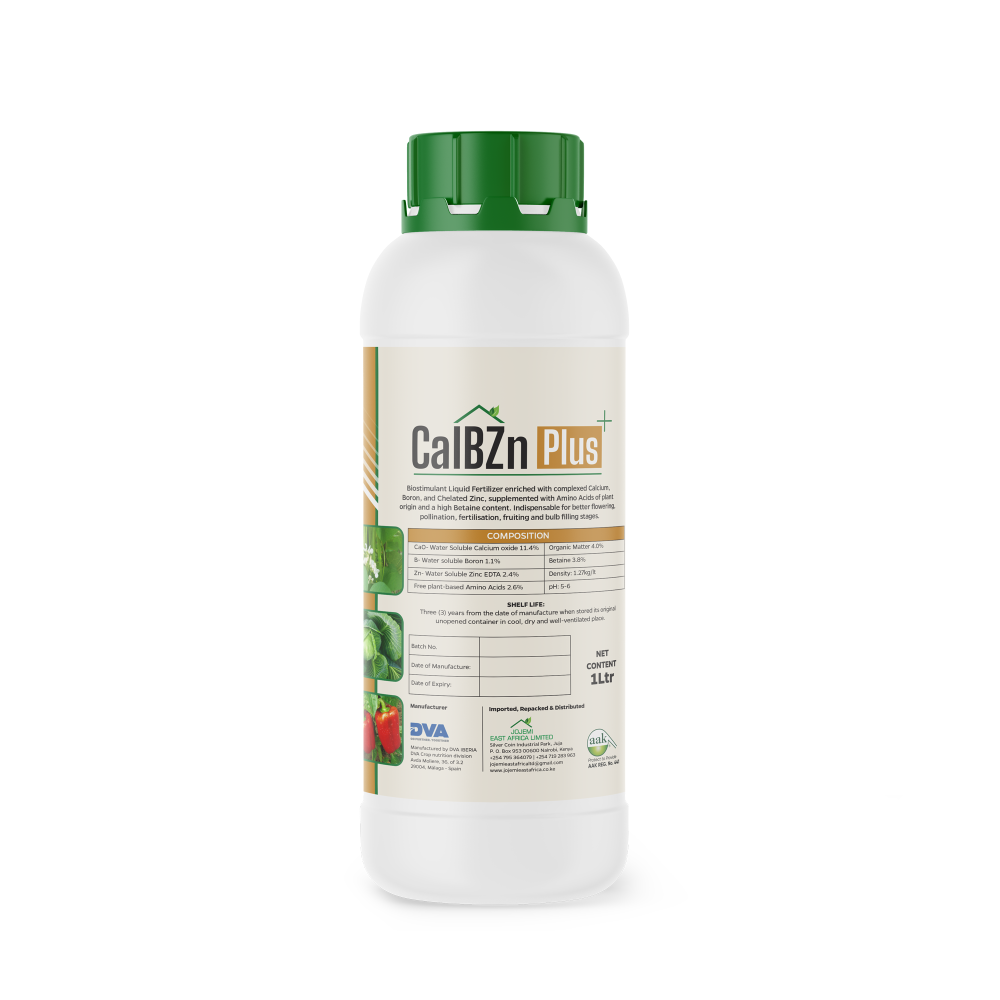 CalBZn Plus+
Biostimulant Liquid Fertilizer enriched with complexed Calcium,
Boron, and Chelated Zinc, supplemented with Amino Acids of plant
origin and a high Betaine content. Indispensable for better flowering,
pollination, fertilisation, fruiting and bulb filling stages.
COMPOSITION
CaO- Water Soluble Calcium oxide 11.4%
Organic Matter 4.0%
B- Water soluble Boron 1.1%
Betaine 3.8%
Zn- Water Soluble Zinc EDTA 2.4%
Density: 1.27kg/lt
Free plant-based Amino Acids 2.6%
pH: 5-6
SHELF LIFE:
Three (3) years from the date of manufacture when stored its original
unopened container in cool, dry and well-ventilated place.
Batch No.
Date of Manufacture:
Date of Expiry:
NET
CONTENT
1Ltr
Manufacturer
DVA
GO FURTHER. TOGETHER
Manufactured by DVA IBERIA
DVA Crop nutrition division
Avda Moliere, 36, of 3.2
29004, Málaga - Spain
Imported, Repacked & Distributed
JOJEMI
EAST AFRICA LIMITED
Silver Coin Industrial Park, Juja
P. O. Box 953 00600 Nairobi, Kenya
+254 795 364079 | +254 719 283 963
jojemieastafricaltd@gmail.com
www.jojemieastafrica.co.ke
aak
Protect to Provide
AAK REG. No. 441